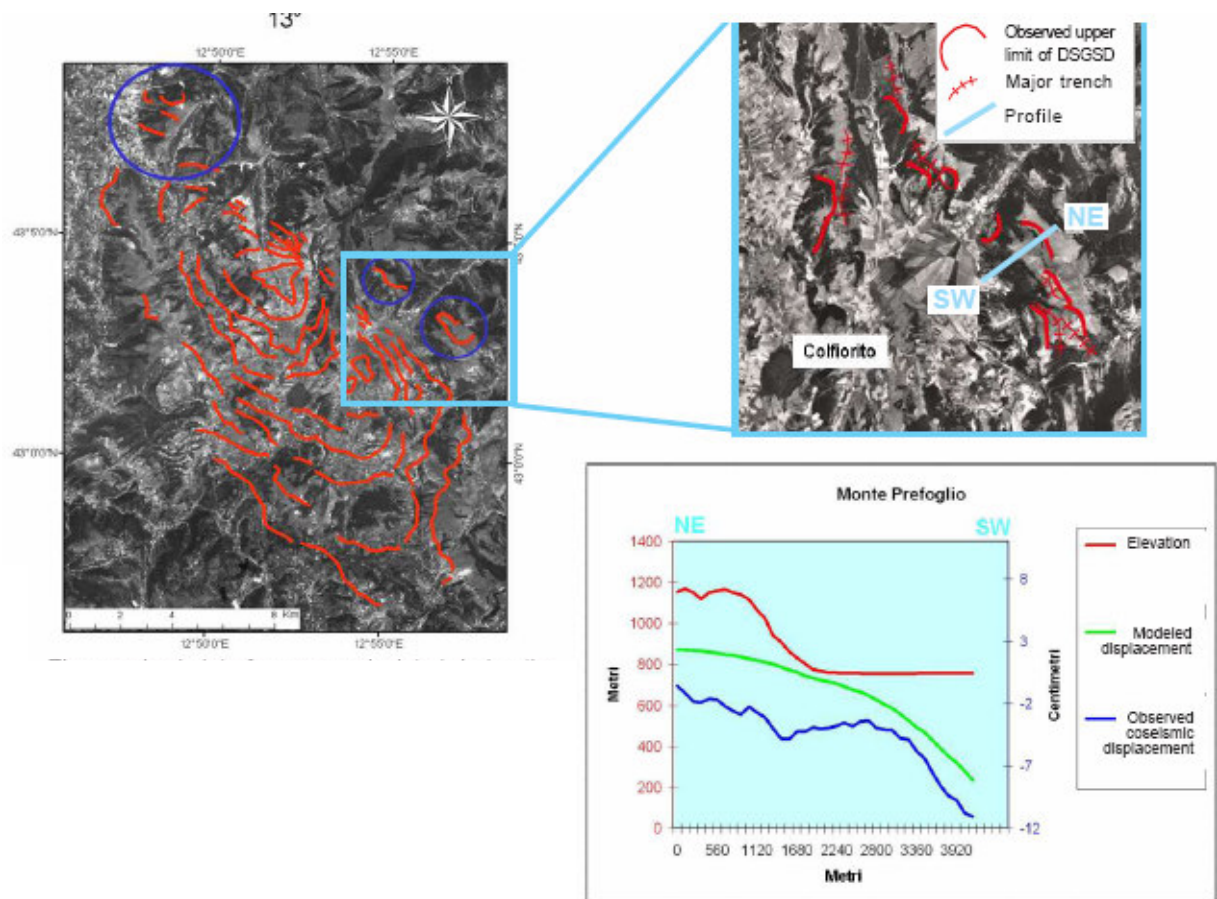 13°
12°50'0"E
12°55'0"E
43°5'0"N
43°0'0"N
43°0'0"N
0 2 4 8 Km
12°50'0"E
12°55'0"E
Observed upper
limit of DSGSD
Major trench
Profile
NE
SW
Colfiorito
Monte Prefoglio
NE
SW
1400
1200
1000
800
600
400
200
0
Metri
8
3
-2
-7
-12
Centimetri
0 560 1120 1680 2240 2800 3360 3920
Metri
Elevation
Modeled
displacement
Observed
coseismic
displacement